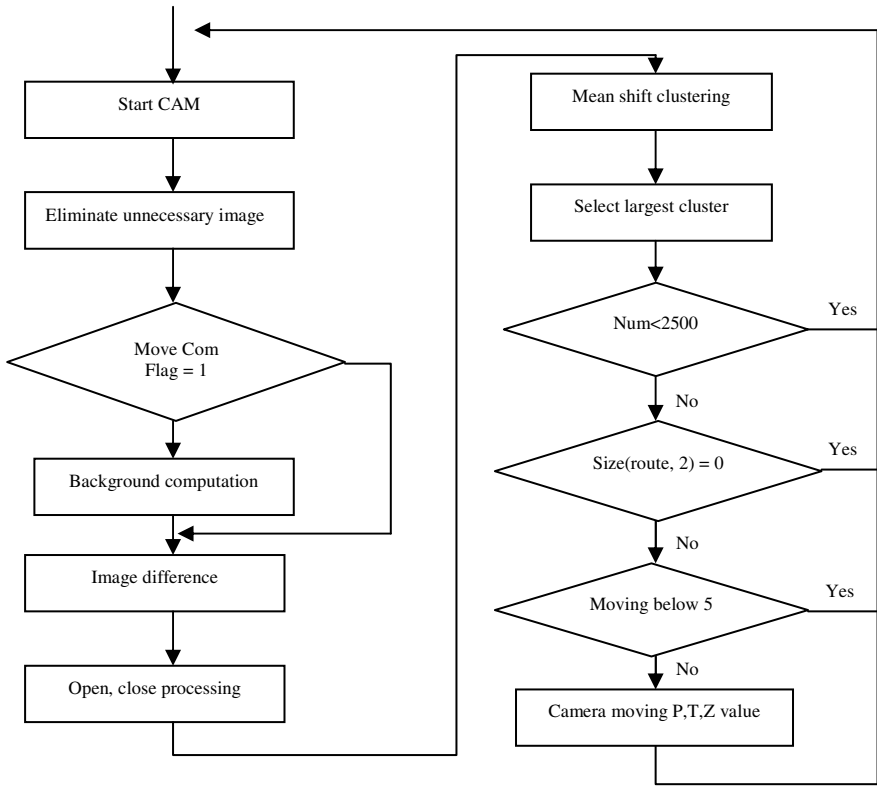 Start CAM
Eliminate unnecessary image
Move Com
Flag = 1
Background computation
Image difference
Open, close processing
Mean shift clustering
Select largest cluster
Num<2500
Yes
No
Size(route, 2) = 0
Yes
No
Moving below 5
Yes
No
Camera moving P,T,Z value